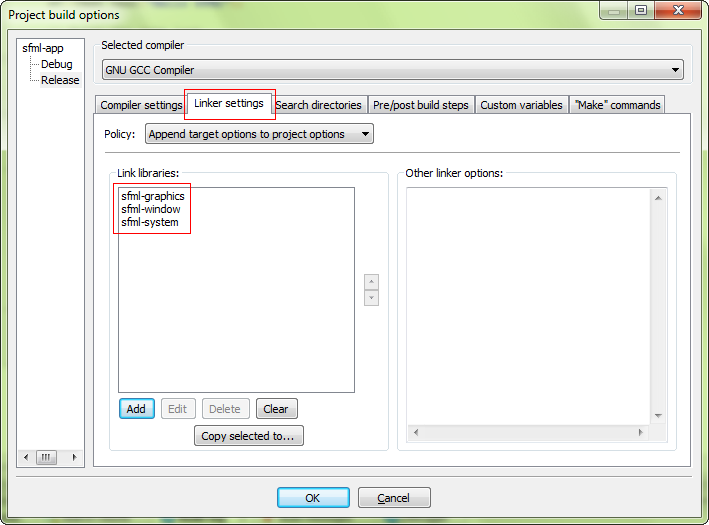 Project build options
sfml-app
Debug
Release
Selected compiler
GNU GCC Compiler
Compiler settings
Linker settings
Search directories
Pre/post build steps
Custom variables
"Make" commands
Policy:
Append target options to project options
Link libraries:
Other linker options:
sfml-graphics
sfml-window
sfml-system
Add
Edit
Delete
Clear
Copy selected to...
OK
Cancel